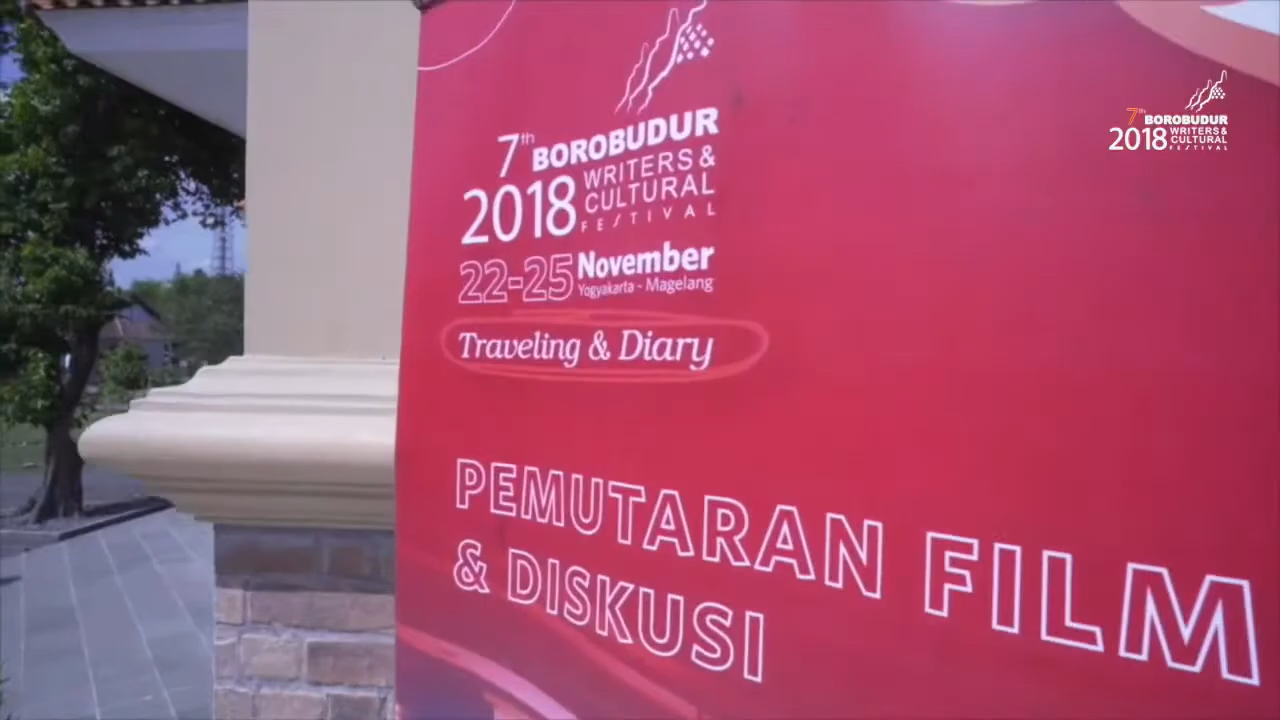 7th BOROBUDUR
2018 WRITERS &
CULTURAL
FESTIVAL
22-25 November
Yogyakarta - Magelang
Traveling & Diary
PEMUTARAN FILM
& DISKUSI
7th BOROBUDUR
2018 WRITERS &
CULTURAL
FESTIVAL